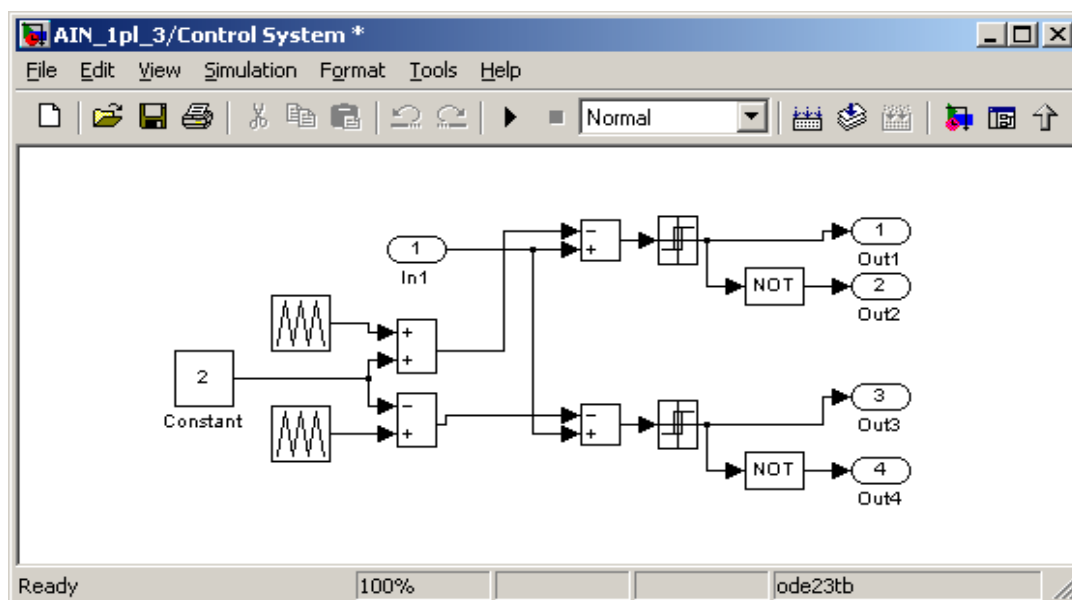 AIN_1pl_3/Control System *
File Edit View Simulation Format Tools Help
Normal
1
In1
−
+
1
Out1
NOT
2
Out2
+
+
2
Constant
−
+
−
+
3
Out3
NOT
4
Out4
Ready 100% ode23tb